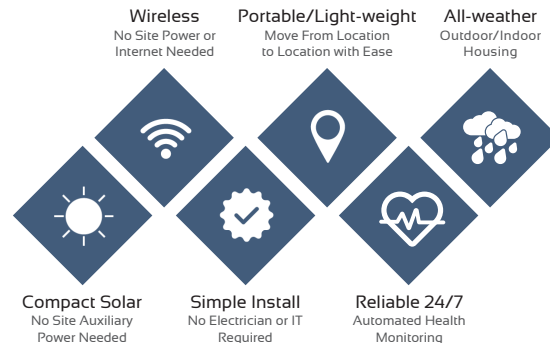 Wireless
No Site Power or
Internet Needed
Portable/Light-weight
Move From Location
to Location with Ease
All-weather
Outdoor/Indoor
Housing
Compact Solar
No Site Auxiliary
Power Needed
Simple Install
No Electrician or IT
Required
Reliable 24/7
Automated Health
Monitoring